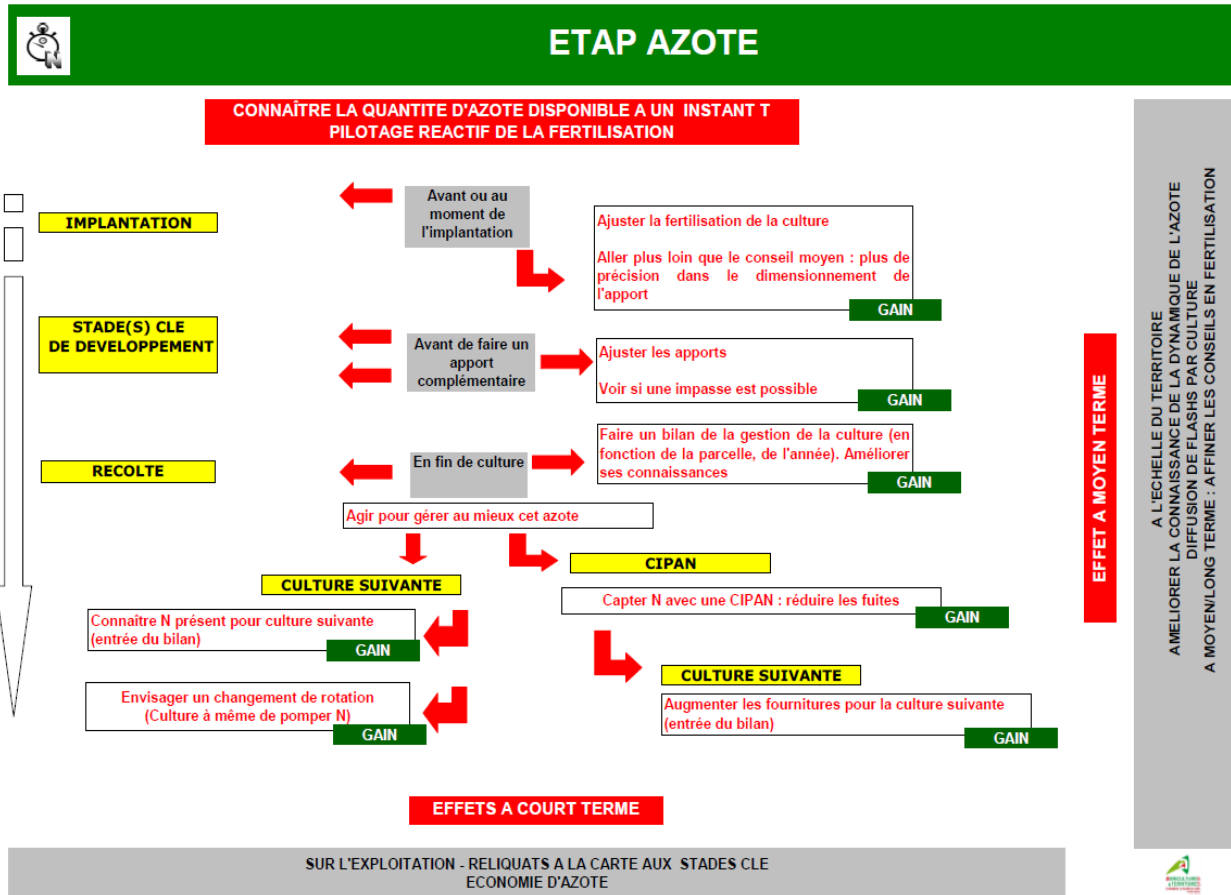 ETAP AZOTE
N
CONNAÎTRE LA QUANTITE D'AZOTE DISPONIBLE A UN INSTANT T
PILOTAGE REACTIF DE LA FERTILISATION
IMPLANTATION
Avant ou au
moment de
l'implantation
Ajuster la fertilisation de la culture
Aller plus loin que le conseil moyen : plus de
précision dans le dimensionnement de
l'apport
GAIN
STADE(S) CLE
DE DEVELOPPEMENT
Avant de faire un
apport
complémentaire
Ajuster les apports
Voir si une impasse est possible
GAIN
RECOLTE
En fin de culture
Faire un bilan de la gestion de la culture (en
fonction de la parcelle, de l'année). Améliorer
ses connaissances
GAIN
Agir pour gérer au mieux cet azote
CULTURE SUIVANTE
Connaître N présent pour culture suivante
(entrée du bilan)
GAIN
Envisager un changement de rotation
(Culture à même de pomper N)
GAIN
CIPAN
Capter N avec une CIPAN : réduire les fuites
GAIN
CULTURE SUIVANTE
Augmenter les fournitures pour la culture suivante
(entrée du bilan)
GAIN
EFFETS A COURT TERME
SUR L'EXPLOITATION - RELIQUATS A LA CARTE AUX STADES CLE
ECONOMIE D'AZOTE
EFFET A MOYEN TERME
A L'ECHELLE DU TERRITOIRE
AMELIORER LA CONNAISSANCE DE LA DYNAMIQUE DE L'AZOTE
DIFFUSION DE FLASHS PAR CULTURE
A MOYEN/LONG TERME : AFFINER LES CONSEILS EN FERTILISATION
AGRICULTURES
&TERRITOIRES